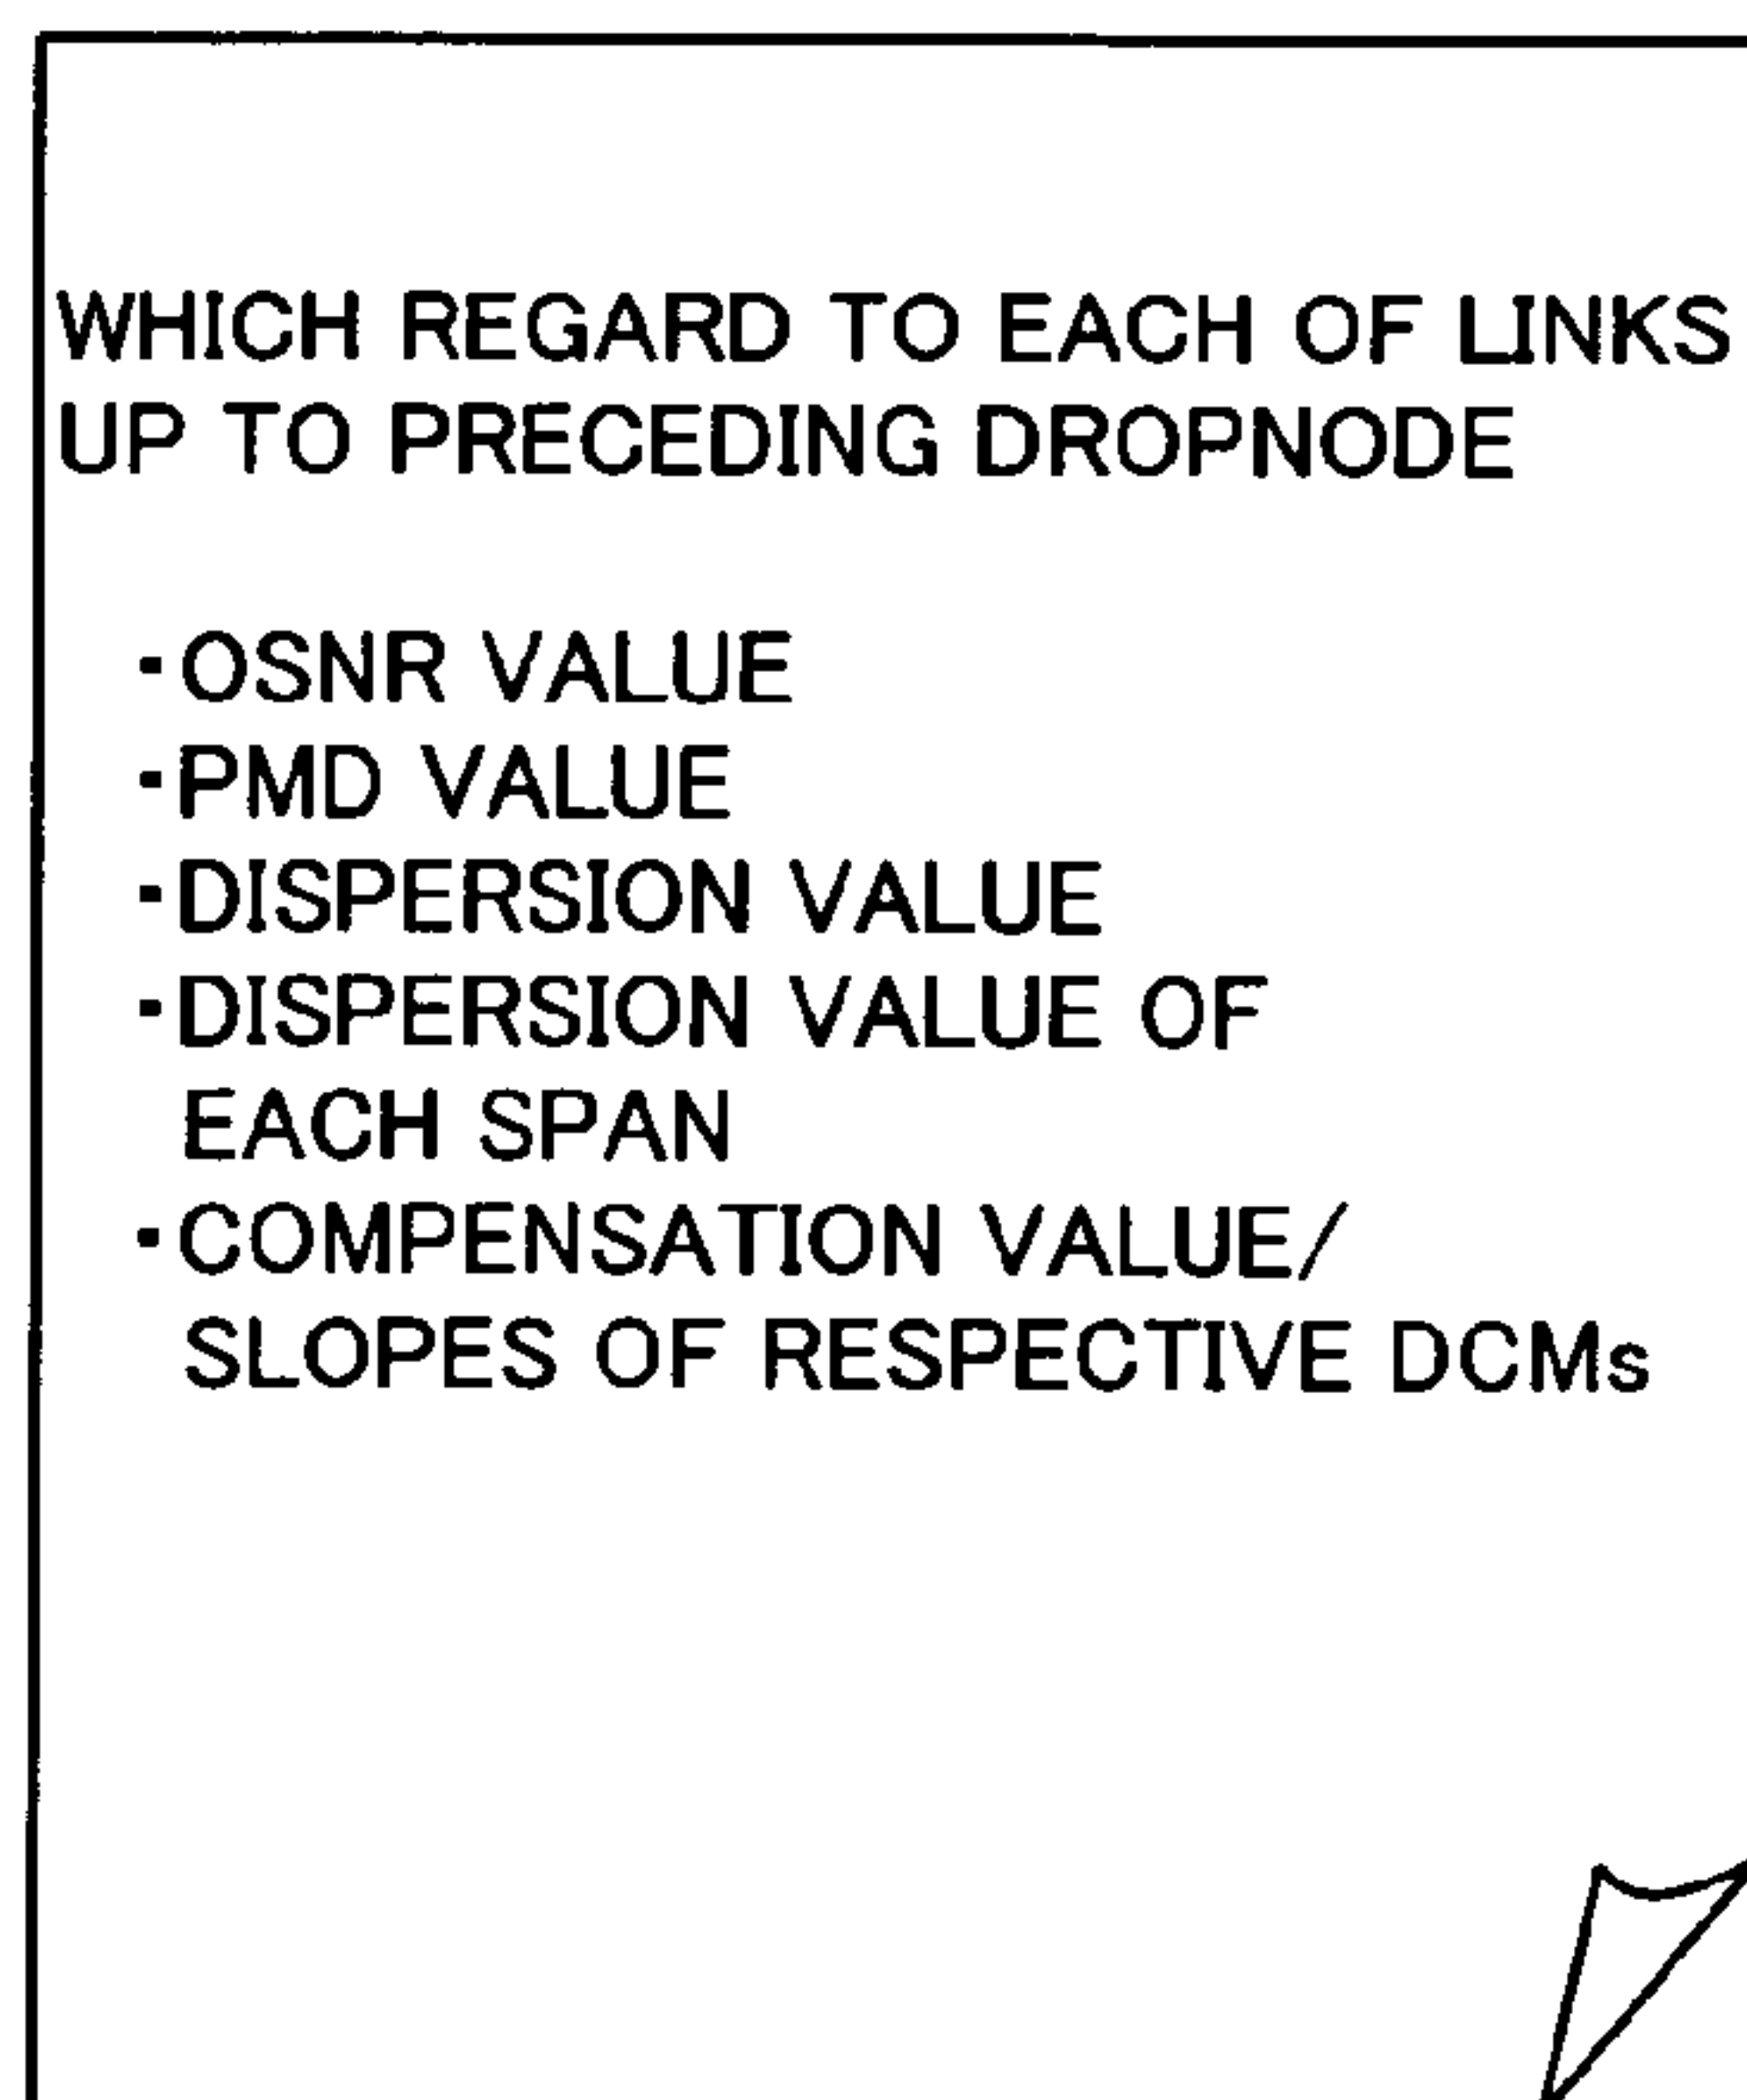 WHICH REGARD TO EACH OF LINKS
UP TO PRECEDING DROPNODE
・OSNR VALUE
・PMD VALUE
・DISPERSION VALUE
・DISPERSION VALUE OF
EACH SPAN
・COMPENSATION VALUE/
SLOPES OF RESPECTIVE DCMs